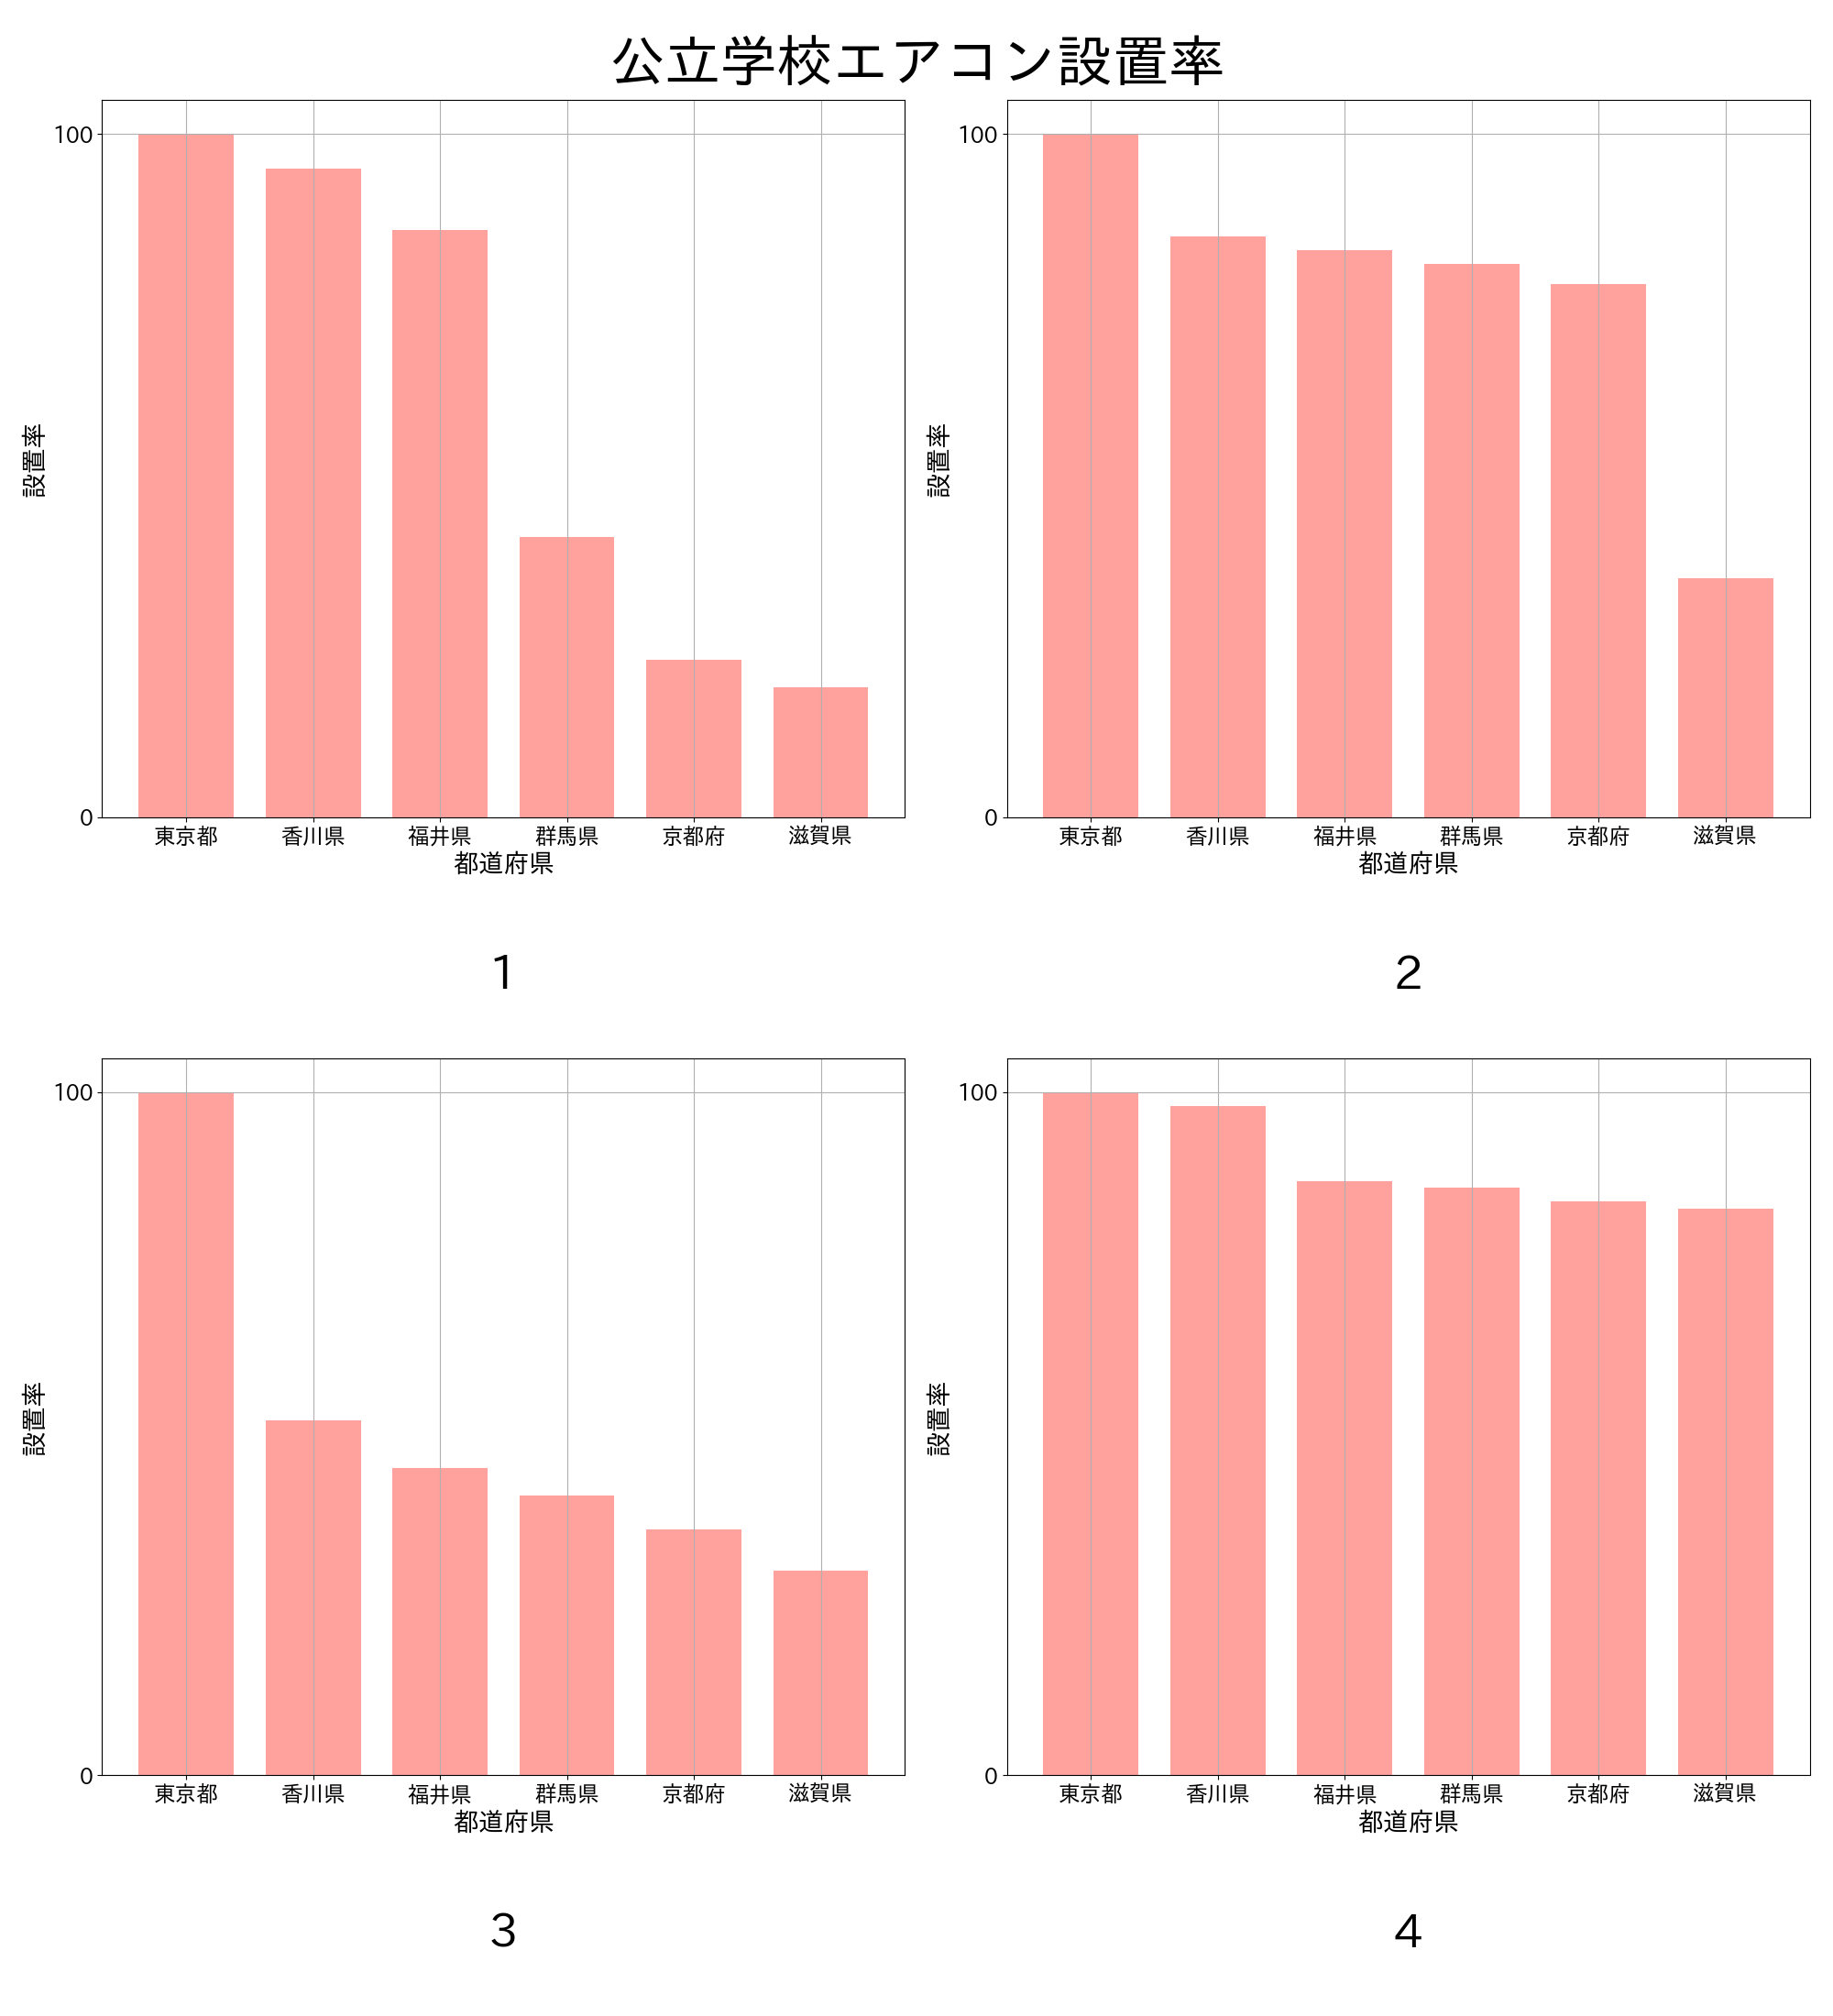 公立学校エアコン設置率
100
0
設置率
東京都 香川県 福井県 群馬県 京都府 滋賀県
都道府県
1
100
0
設置率
東京都 香川県 福井県 群馬県 京都府 滋賀県
都道府県
2
100
0
設置率
東京都 香川県 福井県 群馬県 京都府 滋賀県
都道府県
3
100
0
設置率
東京都 香川県 福井県 群馬県 京都府 滋賀県
都道府県
4